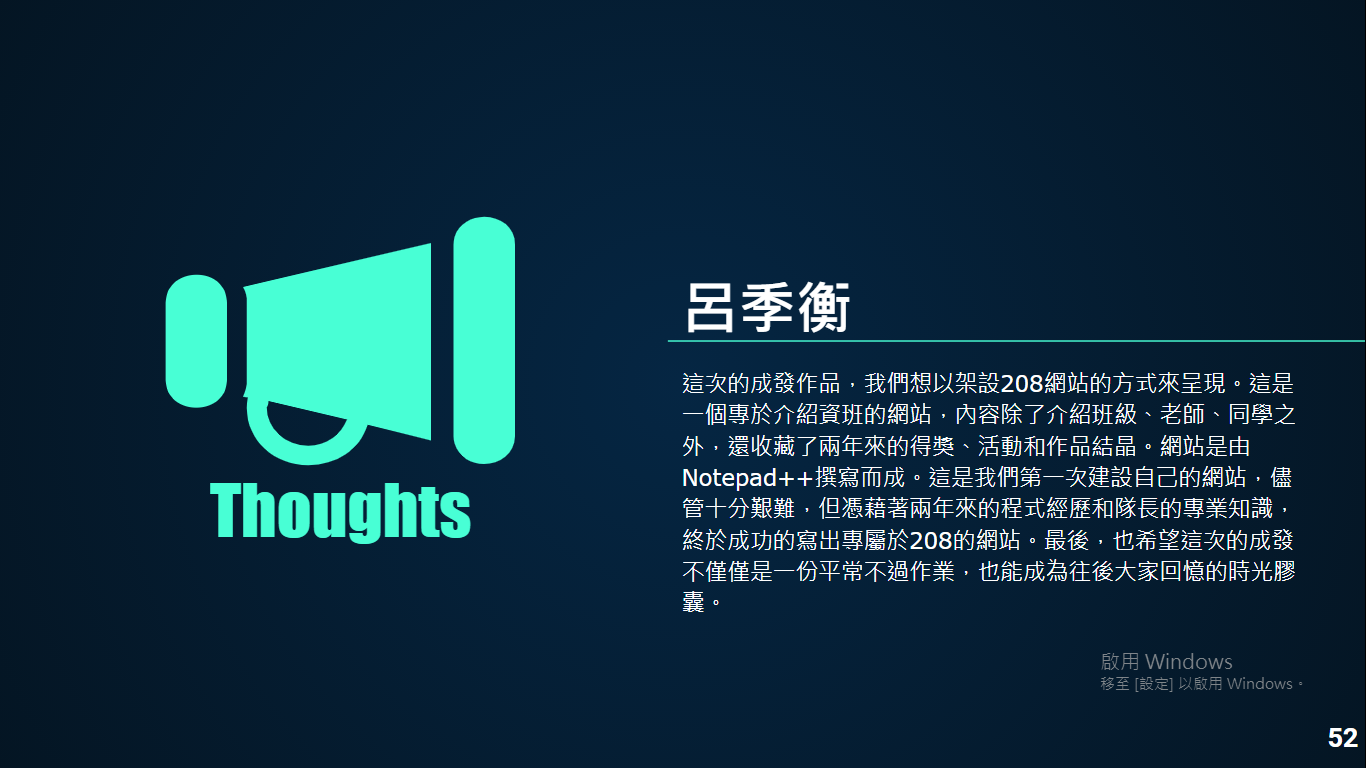 Thoughts
呂季衡
這次的成發作品，我們想以架設208網站的方式來呈現。這是
一個專於介紹資班的網站，內容除了介紹班級、老師、同學之
外，還收藏了兩年來的得獎、活動和作品結晶。網站是由
Notepad++撰寫而成。這是我們第一次建設自己的網站，儘
管十分艱難，但憑藉著兩年來的程式經歷和隊長的專業知識，
終於成功的寫出專屬於208的網站。最後，也希望這次的成發
不僅僅是一份平常不過作業，也能成為往後大家回憶的時光膠
囊。
啟用 Windows
移至 [設定] 以啟用 Windows。
52